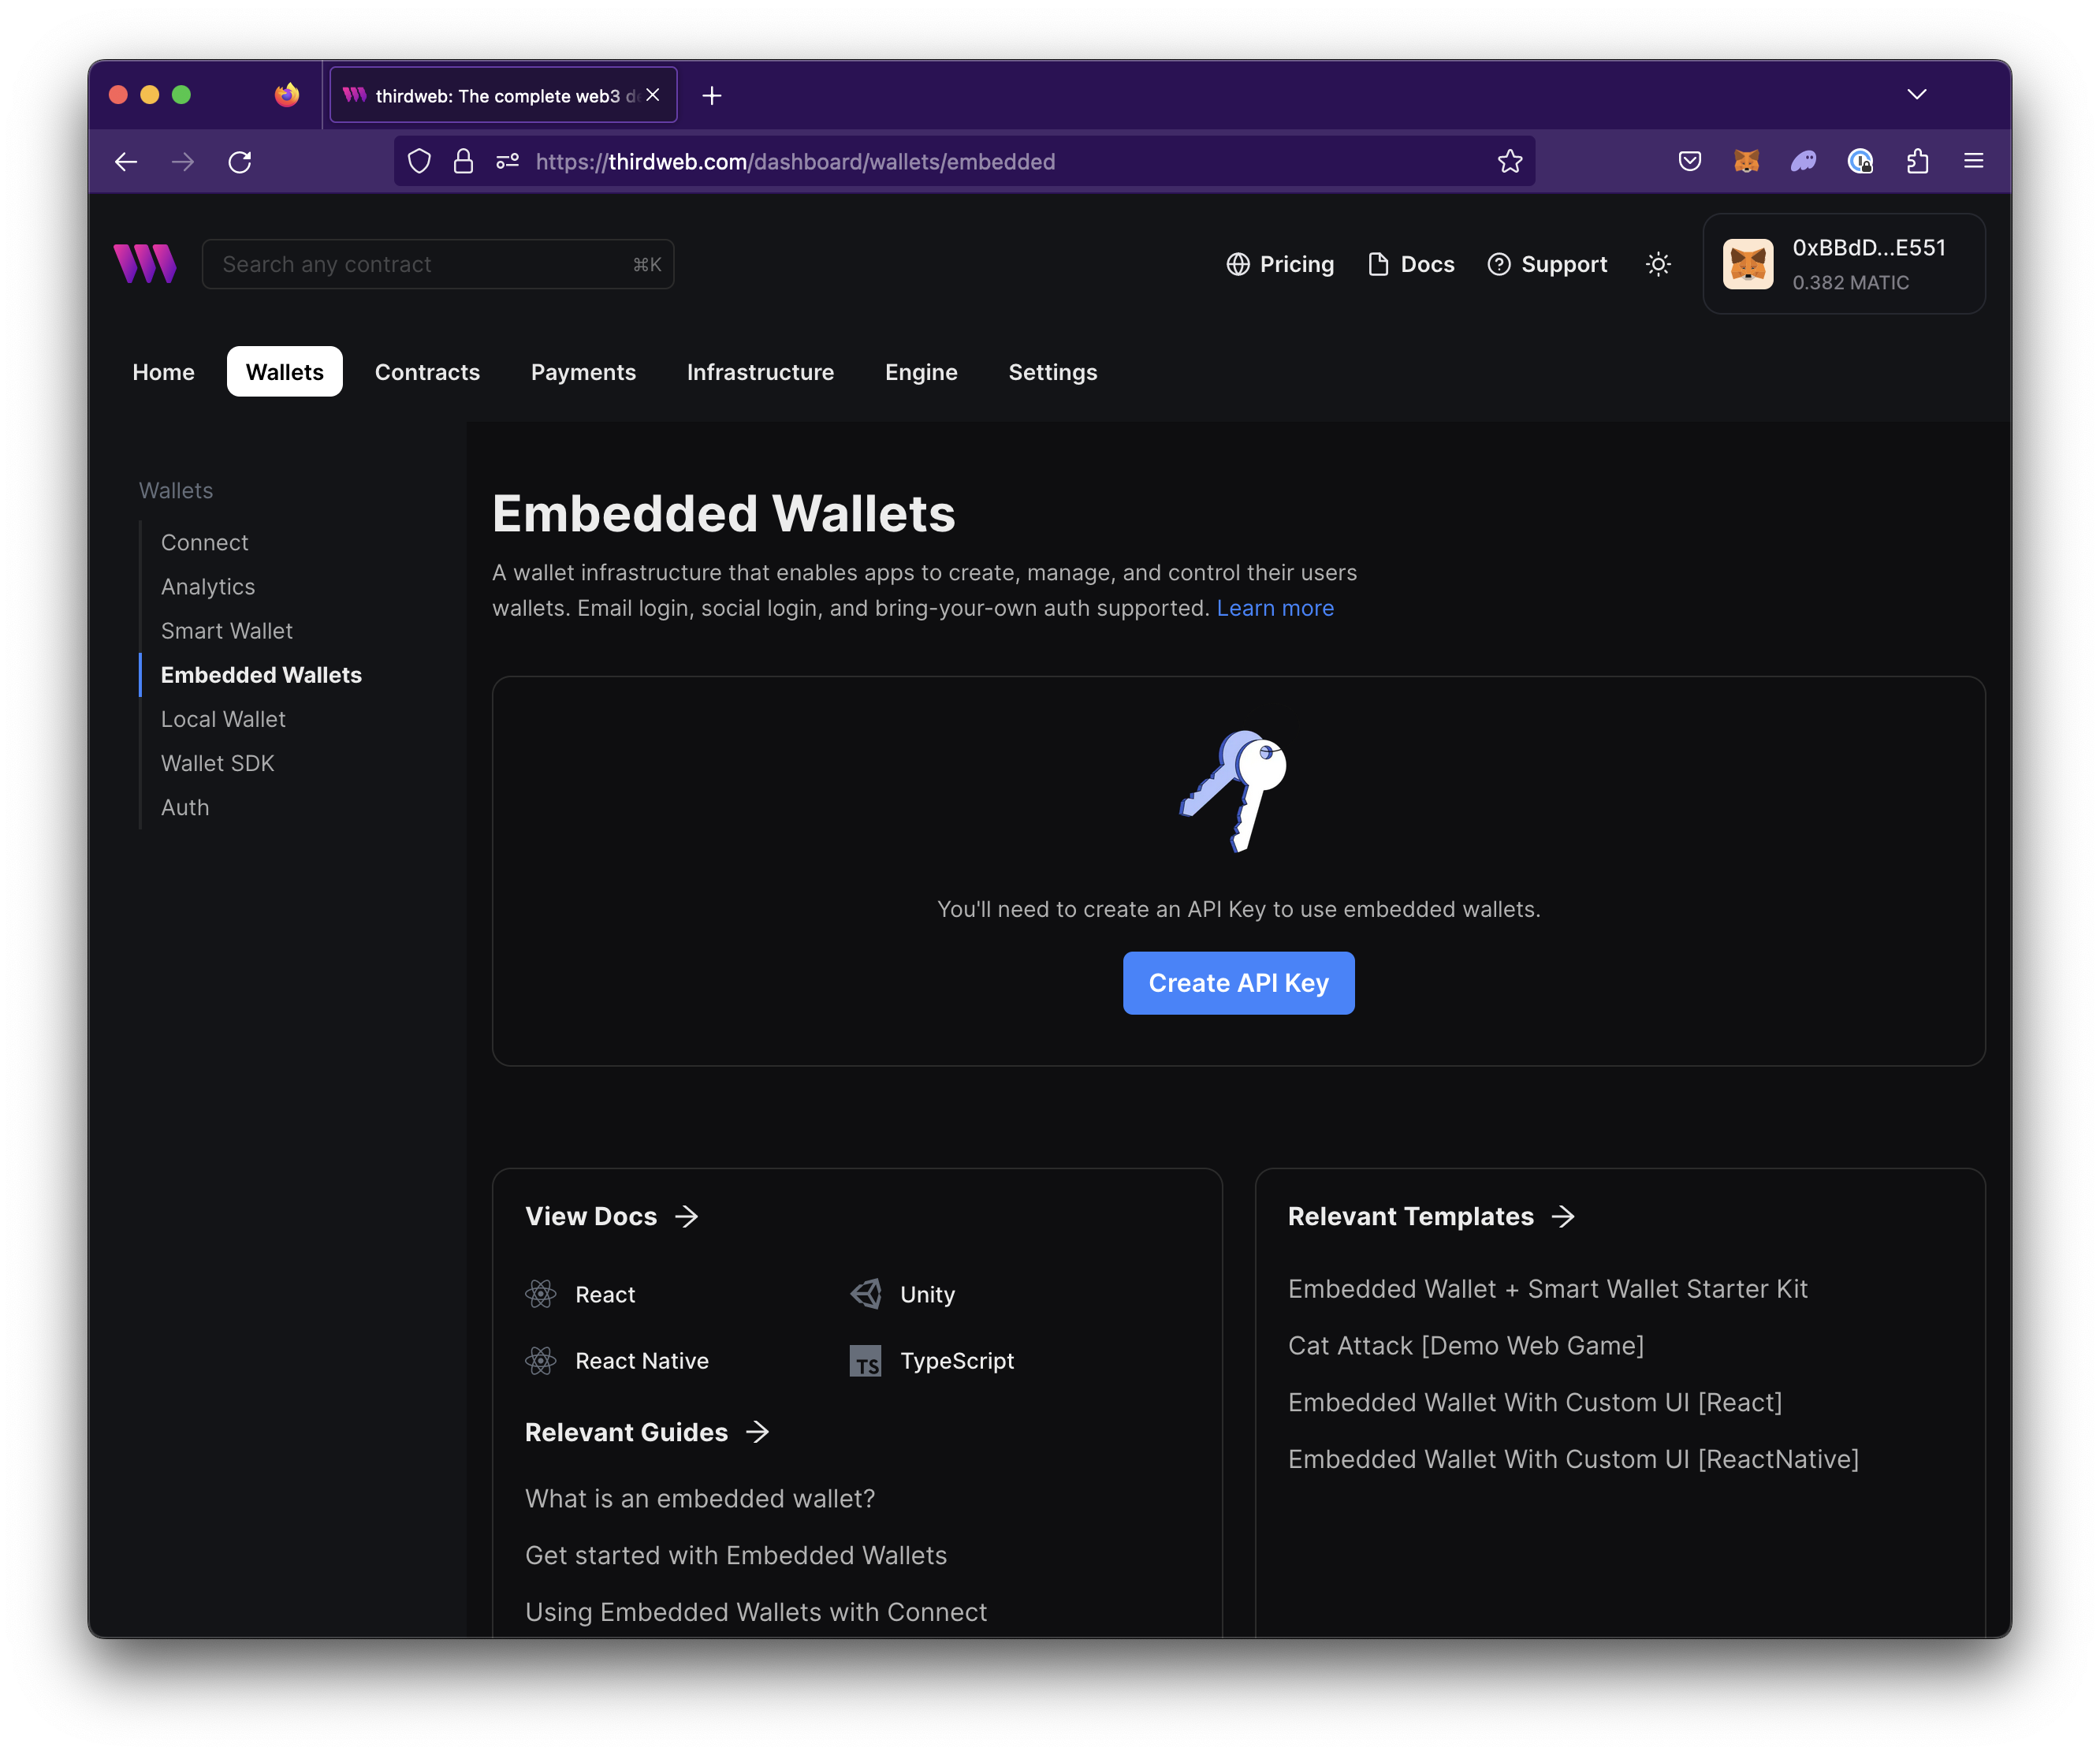 thirdweb: The complete web3 de
https://thirdweb.com/dashboard/wallets/embedded
Search any contract ⌘K
Pricing
Docs
Support
0xBBdD...E551
0.382 MATIC
Home
Wallets
Contracts
Payments
Infrastructure
Engine
Settings
Wallets
Connect
Analytics
Smart Wallet
Embedded Wallets
Local Wallet
Wallet SDK
Auth
Embedded Wallets
A wallet infrastructure that enables apps to create, manage, and control their users
wallets. Email login, social login, and bring-your-own auth supported. Learn more
You'll need to create an API Key to use embedded wallets.
Create API Key
View Docs
React
Unity
React Native
TS TypeScript
Relevant Guides
What is an embedded wallet?
Get started with Embedded Wallets
Using Embedded Wallets with Connect
Relevant Templates
Embedded Wallet + Smart Wallet Starter Kit
Cat Attack [Demo Web Game]
Embedded Wallet With Custom UI [React]
Embedded Wallet With Custom UI [ReactNative]